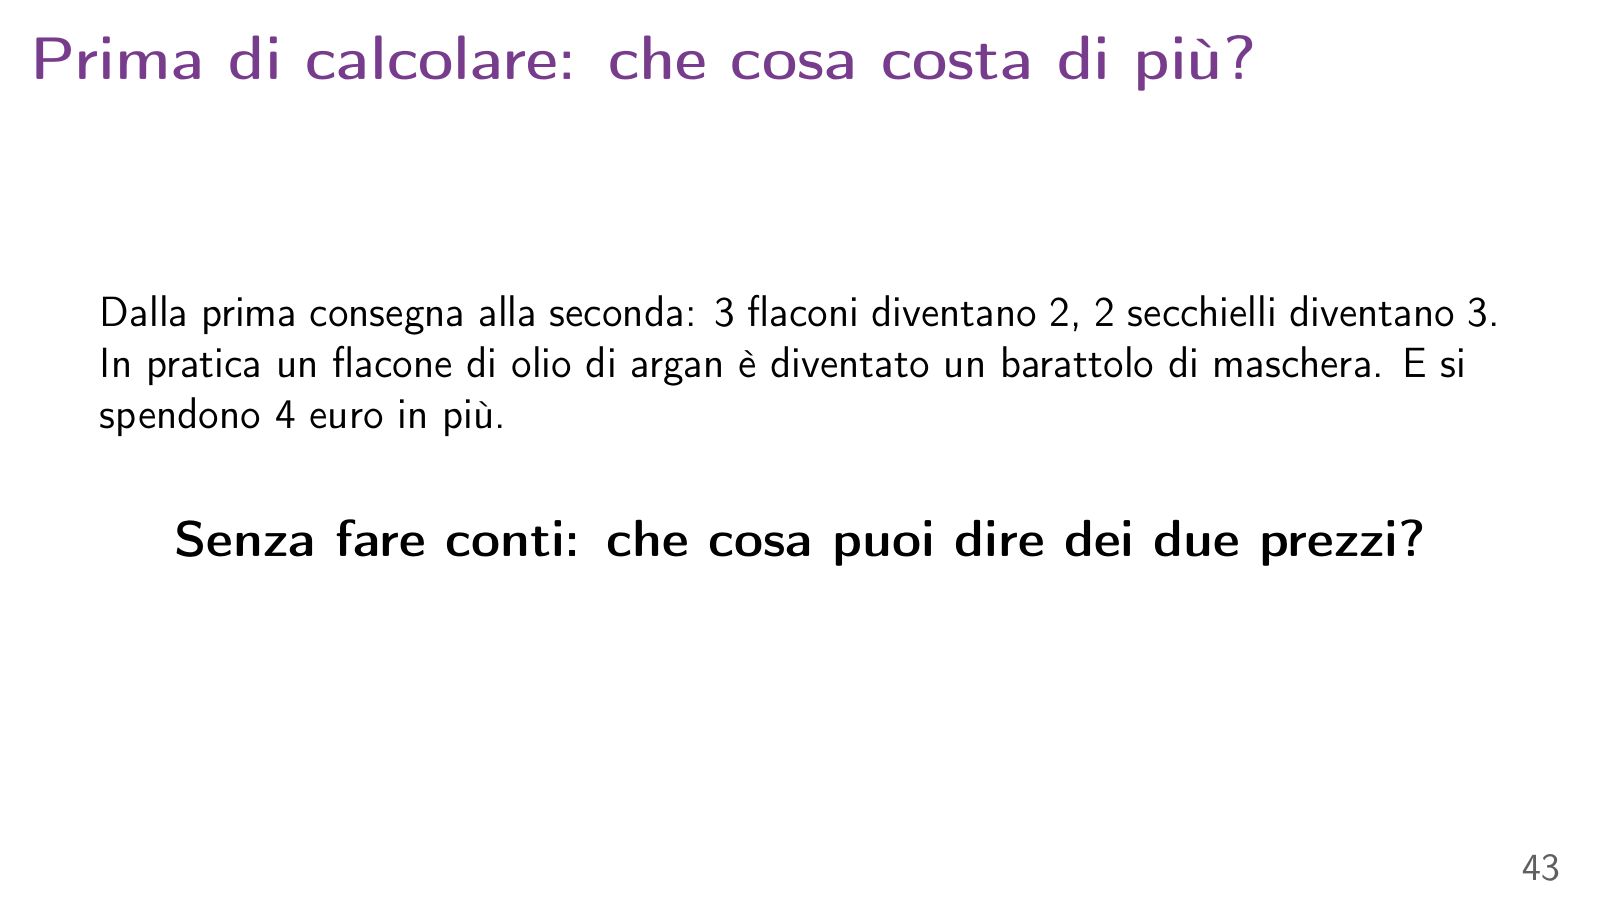 Prima di calcolare: che cosa costa di più?
Dalla prima consegna alla seconda: 3 flaconi diventano 2, 2 secchielli diventano 3.
In pratica un flacone di olio di argan è diventato un barattolo di maschera. E si
spendono 4 euro in più.
Senza fare conti: che cosa puoi dire dei due prezzi?
43